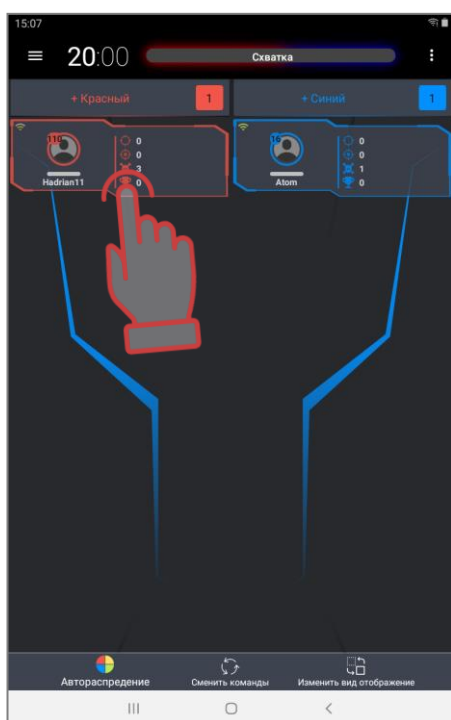 15:07
20:00 Схватка
+ Красный 1 + Синий 1
110 0 16 0
0 0
3 1
Hadrian11 0 Atom 0
Автораспредение Сменить команды Изменить вид отображение